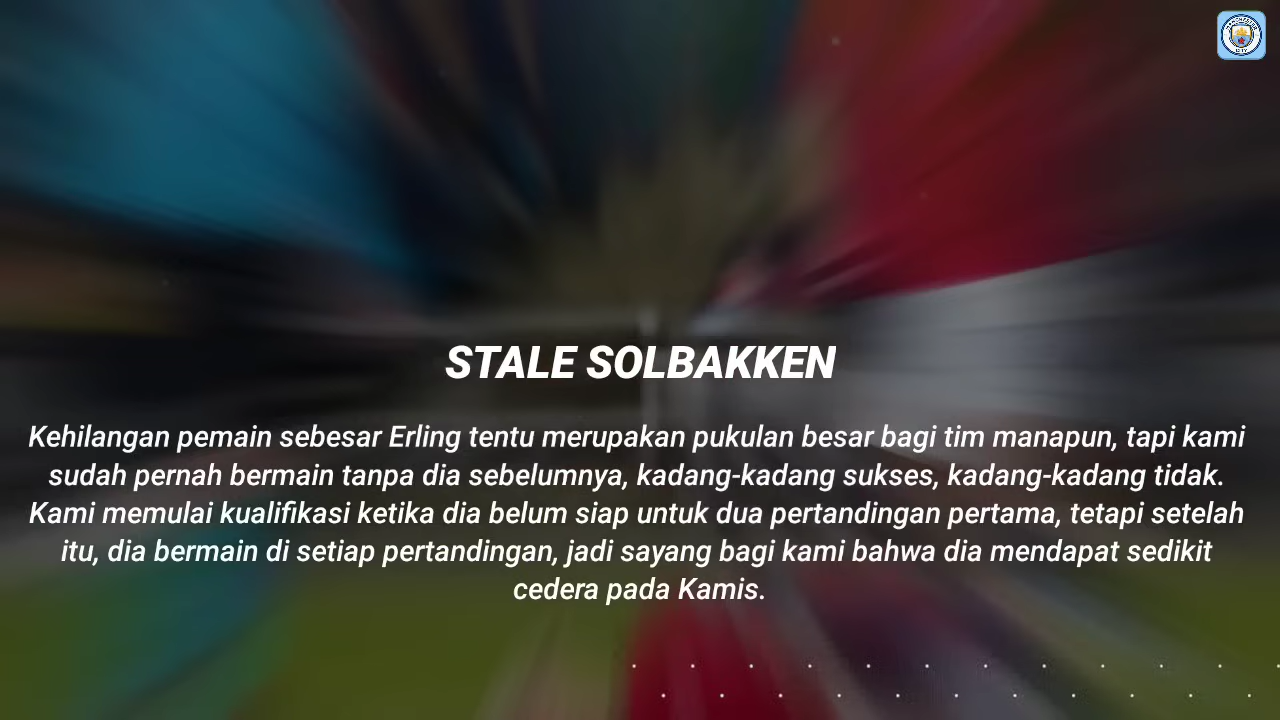 STALE SOLBAKKEN
Kehilangan pemain sebesar Erling tentu merupakan pukulan besar bagi tim manapun, tapi kami
sudah pernah bermain tanpa dia sebelumnya, kadang-kadang sukses, kadang-kadang tidak.
Kami memulai kualifikasi ketika dia belum siap untuk dua pertandingan pertama, tetapi setelah
itu, dia bermain di setiap pertandingan, jadi sayang bagi kami bahwa dia mendapat sedikit
cedera pada Kamis.